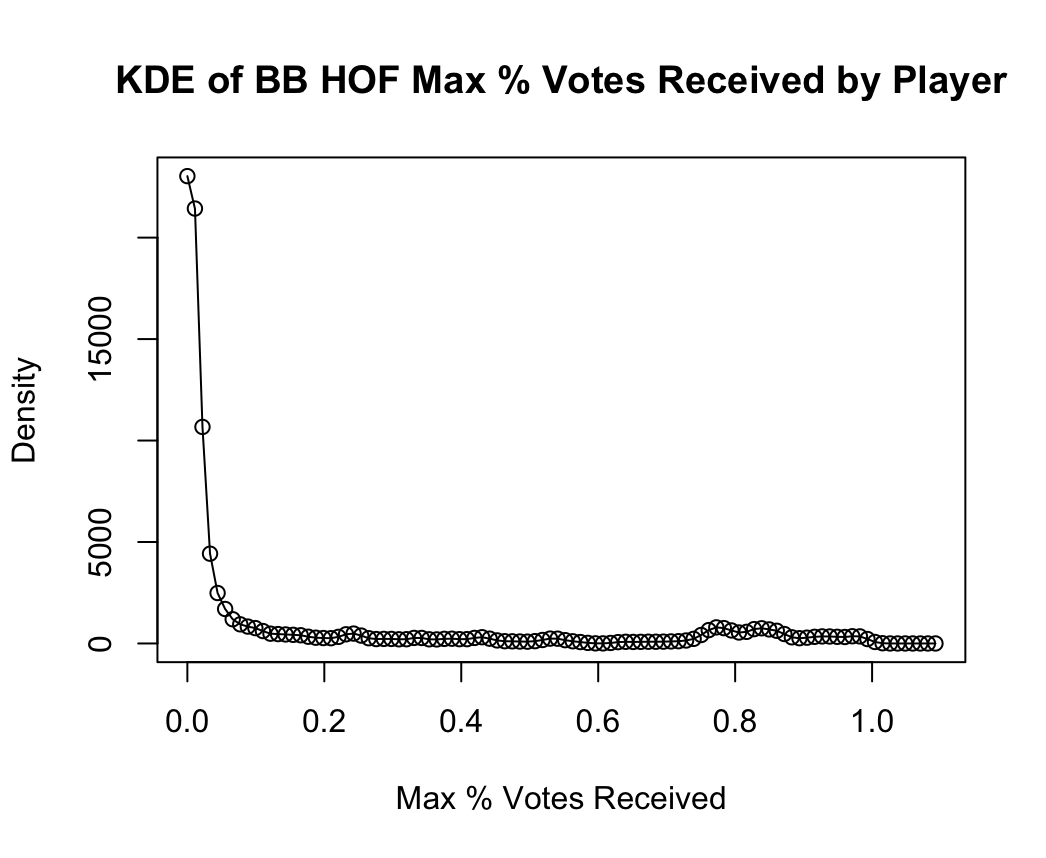 KDE of BB HOF Max % Votes Received by Player
Density
15000
5000
0
0.0 0.2 0.4 0.6 0.8 1.0
Max % Votes Received